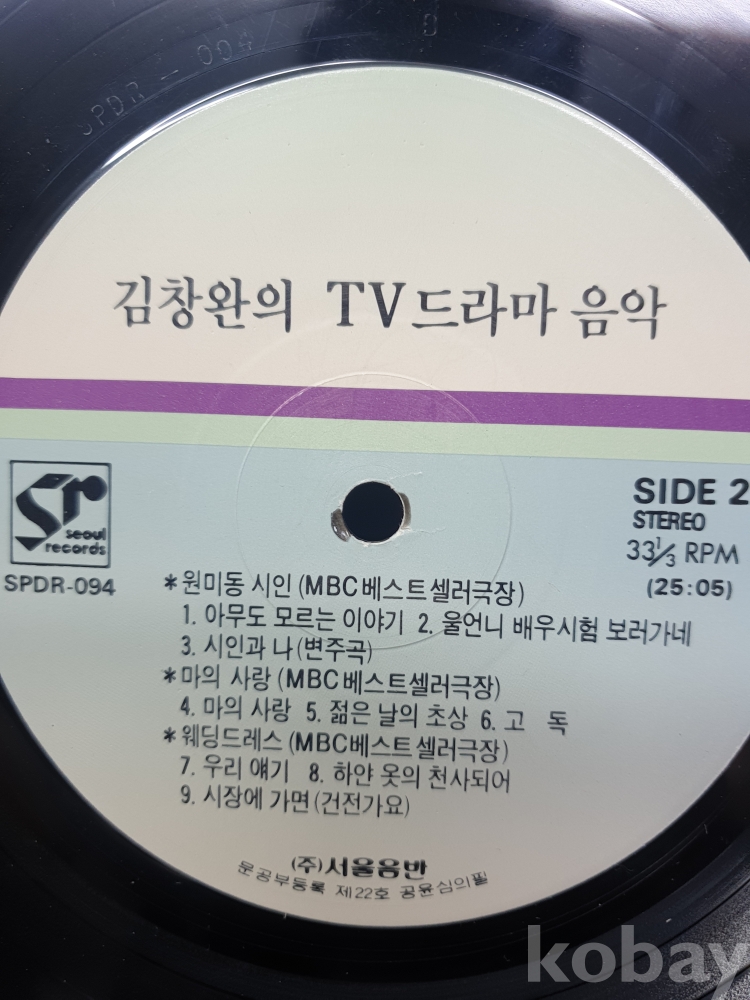 SPDR-004
김창완의 TV드라마 음악
Sr
seoul
records
SPDR-094
SIDE 2
STEREO
33⅓ RPM
(25:05)
*원미동 시인 (MBC베스트셀러극장)
1. 아무도 모르는 이야기 2. 울언니 배우시험 보러가네
3. 시인과 나(변주곡)
*마의 사랑 (MBC베스트셀러극장)
4. 마의 사랑 5. 젊은 날의 초상 6. 고 독
*웨딩드레스 (MBC베스트셀러극장)
7. 우리 얘기 8. 하얀 옷의 천사되어
9. 시장에 가면(건전가요)
(주)서울음반
문공부등록 제22호 공윤심의필
kobay